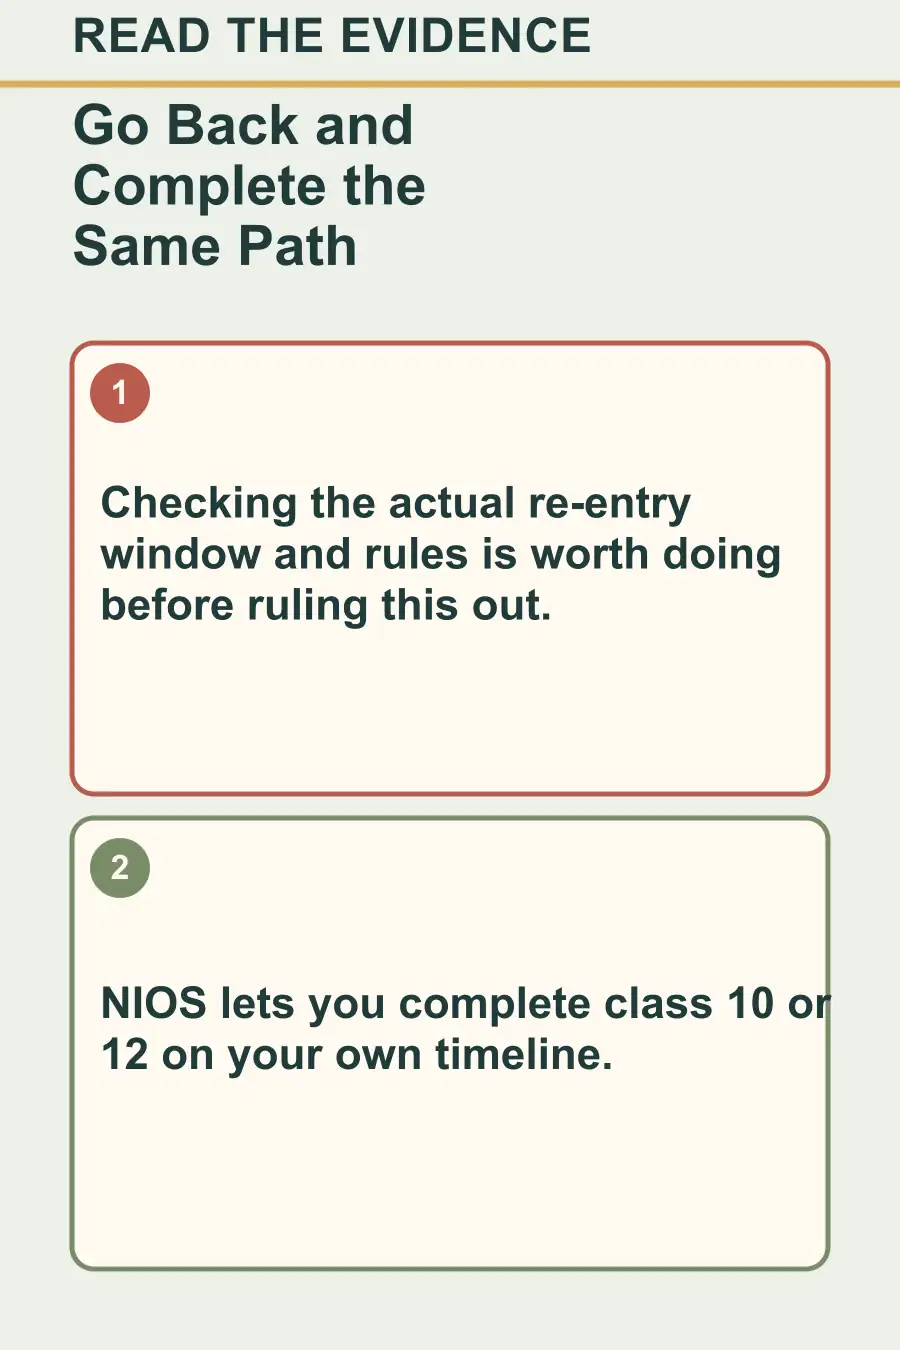 READ THE EVIDENCE
Go Back and
Complete the
Same Path
1
Checking the actual re-entry
window and rules is worth doing
before ruling this out.
2
NIOS lets you complete class 10 or
12 on your own timeline.